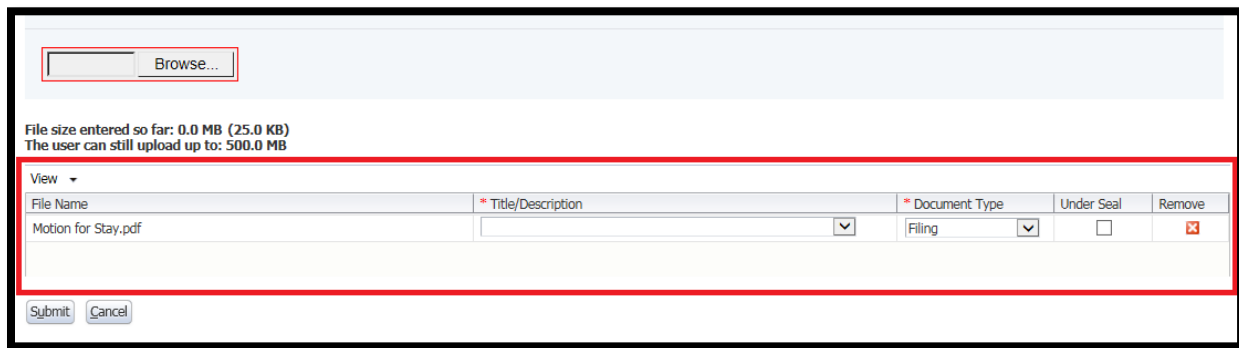 Browse...
File size entered so far: 0.0 MB (25.0 KB)
The user can still upload up to: 500.0 MB
View
File Name * Title/Description * Document Type Under Seal Remove
Motion for Stay.pdf Filing
Submit Cancel